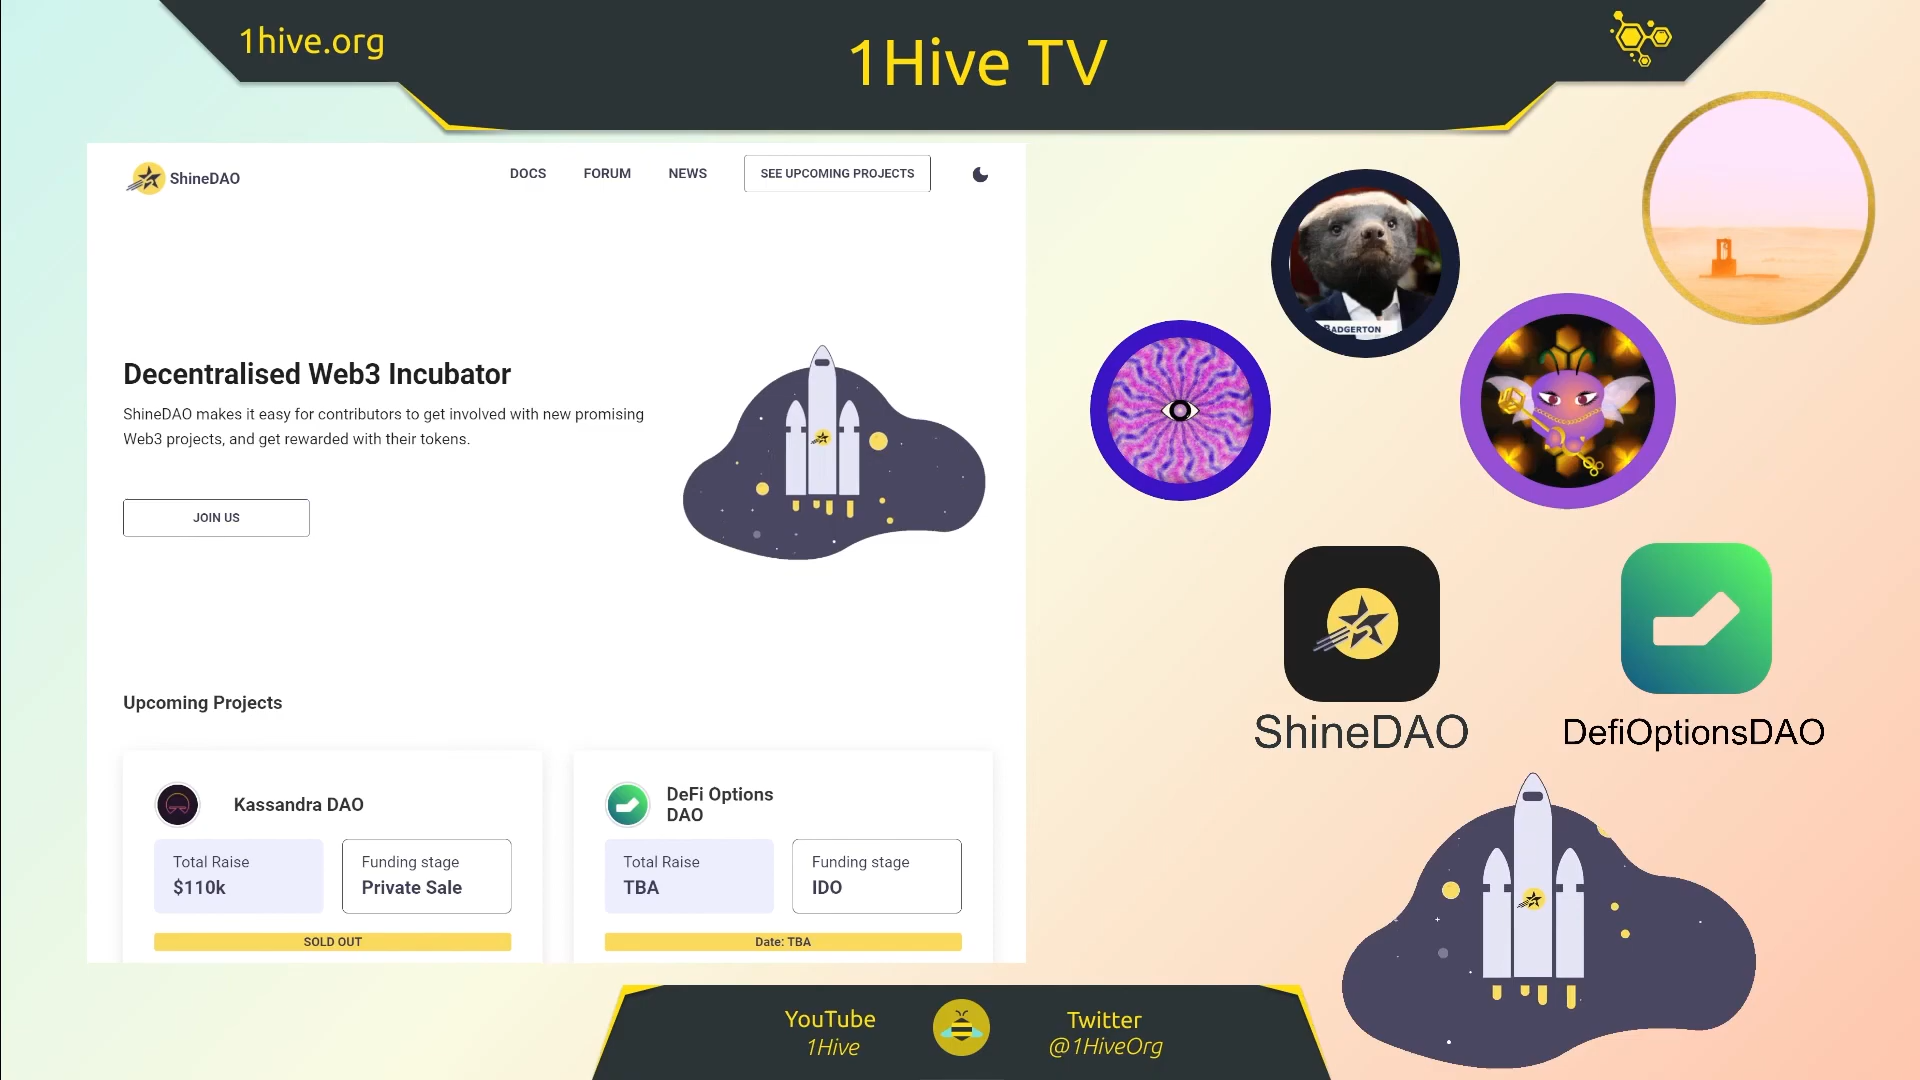 1hive.org
1Hive TV
ShineDAO
DOCS
FORUM
NEWS
SEE UPCOMING PROJECTS
Decentralised Web3 Incubator
ShineDAO makes it easy for contributors to get involved with new promising
Web3 projects, and get rewarded with their tokens.
JOIN US
Upcoming Projects
Kassandra DAO
Total Raise
$110k
Funding stage
Private Sale
SOLD OUT
DeFi Options
DAO
Total Raise
TBA
Funding stage
IDO
Date: TBA
BADGERTON
ShineDAO
DefiOptionsDAO
YouTube
1Hive
Twitter
@1HiveOrg